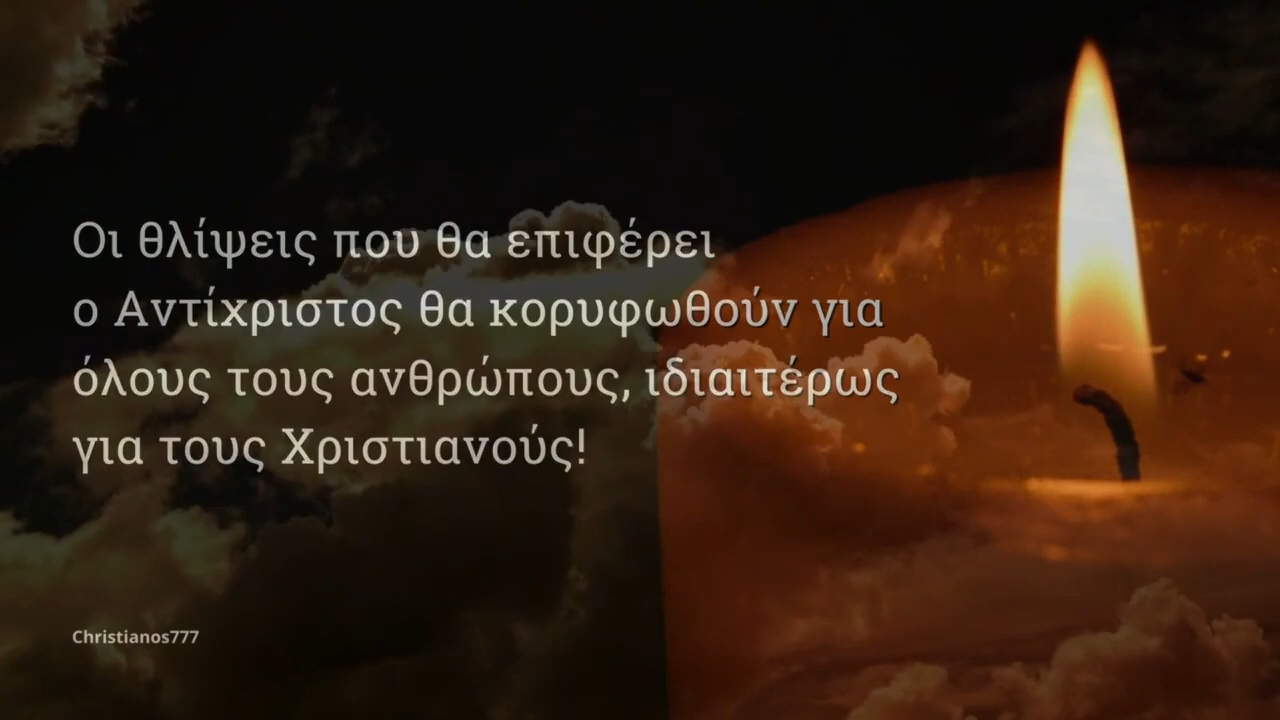 Οι θλίψεις που θα επιφέρει
ο Αντίχριστος θα κορυφωθούν για
όλους τους ανθρώπους, ιδιαιτέρως
για τους Χριστιανούς!
Christianos777